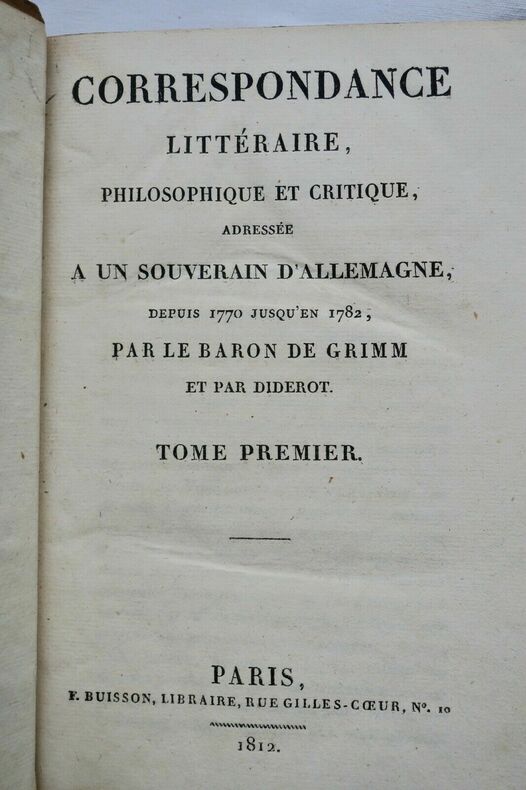 CORRESPONDANCE
LITTÉRAIRE,
PHILOSOPHIQUE ET CRITIQUE,
ADRESSÉE
A UN SOUVERAIN D'ALLEMAGNE,
DEPUIS 1770 JUSQU'EN 1782,
PAR LE BARON DE GRIMM
ET PAR DIDEROT.
TOME PREMIER.
PARIS,
F. BUISSON, LIBRAIRE, RUE GILLES-CŒUR, Nº. 10
1812.